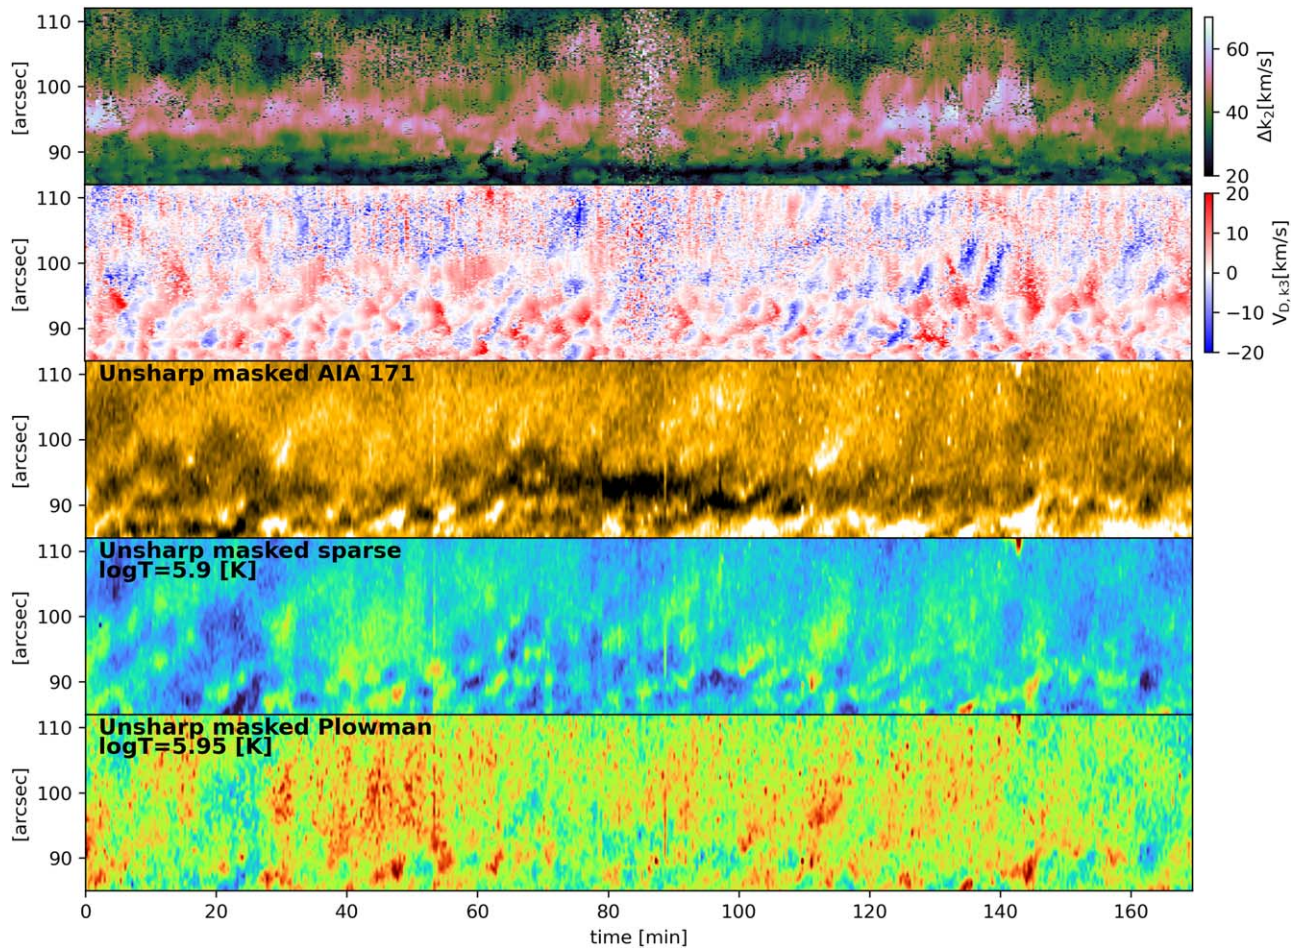 110
100
90
[arcsec]
60
40
20
Δk₂[km/s]
110
100
90
[arcsec]
20
10
0
−10
−20
V_D,k3[km/s]
Unsharp masked AIA 171
110
100
90
[arcsec]
Unsharp masked sparse
logT=5.9 [K]
110
100
90
[arcsec]
Unsharp masked Plowman
logT=5.95 [K]
110
100
90
[arcsec]
0 20 40 60 80 100 120 140 160
time [min]